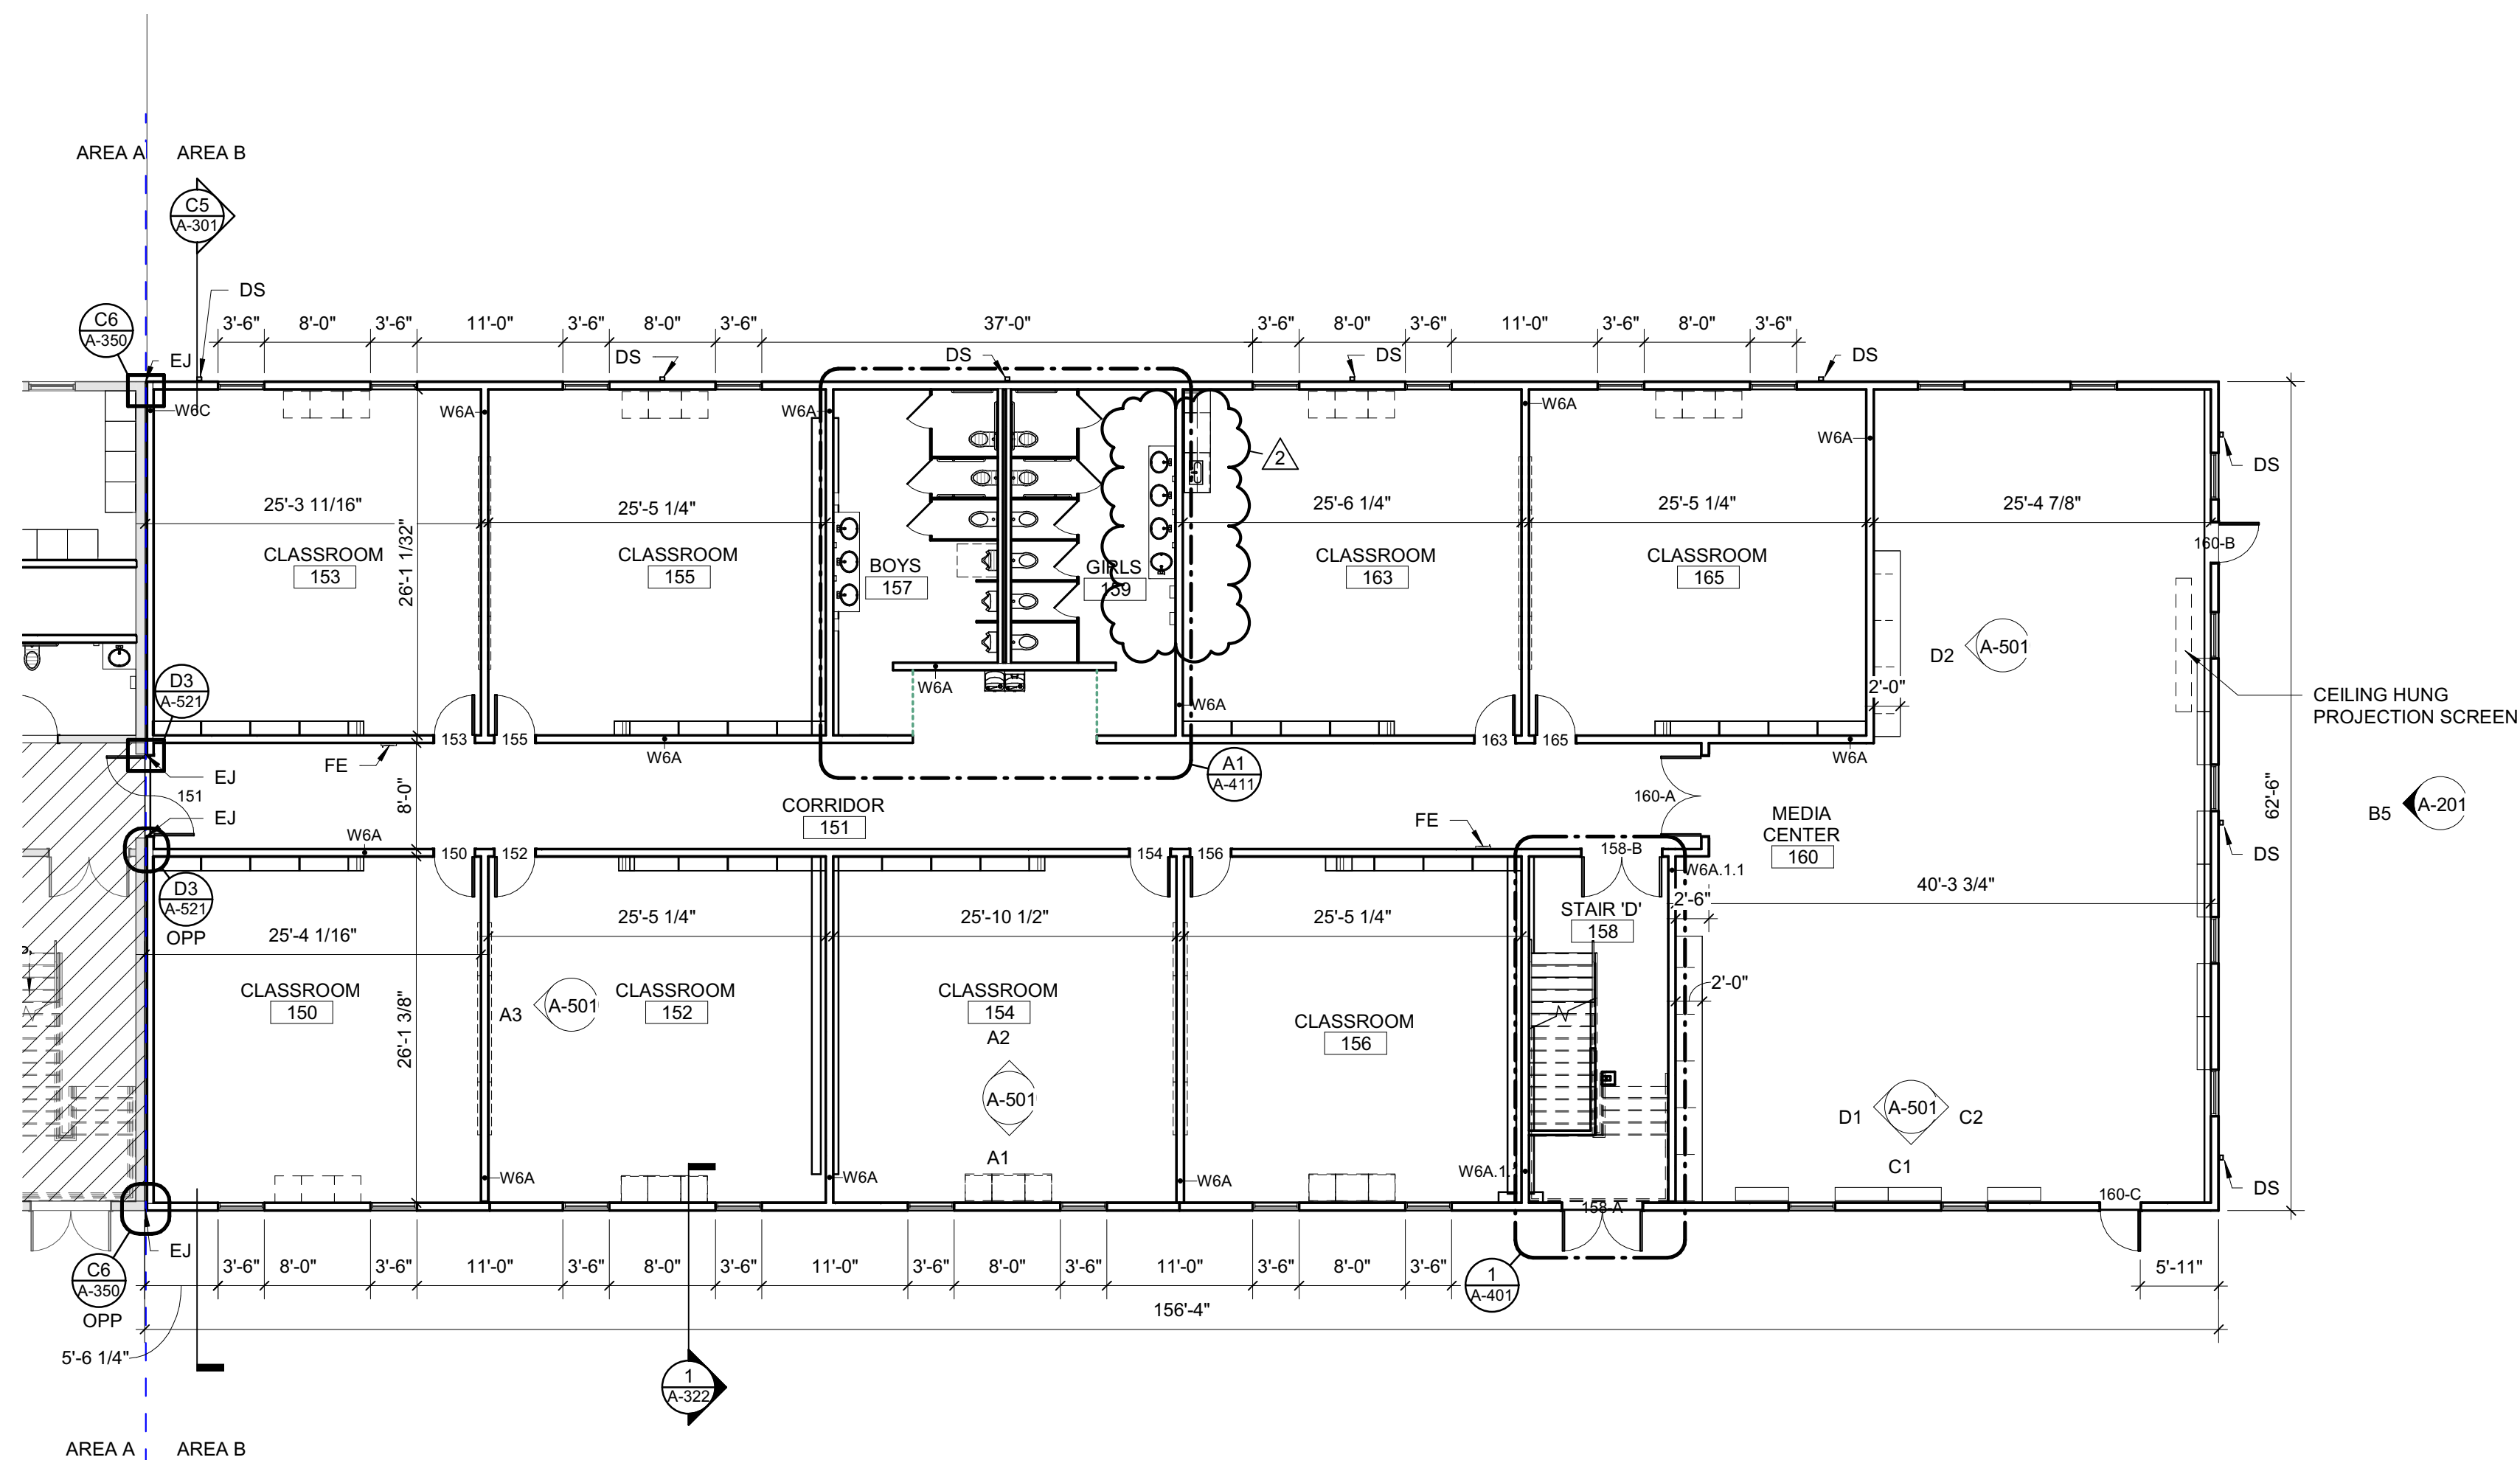 AREA A
AREA B
C5
A-301
DS
C6
A-350
EJ
3'-6"
8'-0"
3'-6"
11'-0"
3'-6"
8'-0"
3'-6"
37'-0"
3'-6"
8'-0"
3'-6"
11'-0"
3'-6"
8'-0"
3'-6"
DS
DS
DS
DS
W6C
W6A
W6A
W6A
W6A
2
DS
25'-3 11/16"
25'-5 1/4"
25'-6 1/4"
25'-5 1/4"
25'-4 7/8"
26'-1 1/32"
CLASSROOM
153
CLASSROOM
155
BOYS
157
GIRLS
159
CLASSROOM
163
CLASSROOM
165
160-B
D2
A-501
D3
A-521
W6A
W6A
2'-0"
CEILING HUNG
PROJECTION SCREEN
153
155
163
165
FE
W6A
W6A
EJ
151
EJ
8'-0"
A1
A-411
160-A
62'-6"
CORRIDOR
151
FE
MEDIA
CENTER
160
B5
A-201
W6A
150
152
154
156
158-B
DS
W6A.1.1
D3
A-521
OPP
25'-4 1/16"
25'-5 1/4"
25'-10 1/2"
25'-5 1/4"
STAIR 'D'
158
2'-6"
40'-3 3/4"
2'-0"
CLASSROOM
150
A3
A-501
CLASSROOM
152
CLASSROOM
154
A2
CLASSROOM
156
26'-1 3/8"
A-501
A1
D1
A-501
C2
C1
W6A
W6A
W6A
W6A.1.
160-C
158-A
DS
EJ
C6
A-350
OPP
3'-6"
8'-0"
3'-6"
11'-0"
3'-6"
8'-0"
3'-6"
11'-0"
3'-6"
8'-0"
3'-6"
11'-0"
3'-6"
8'-0"
3'-6"
1
A-401
5'-11"
156'-4"
5'-6 1/4"
1
A-322
AREA A
AREA B